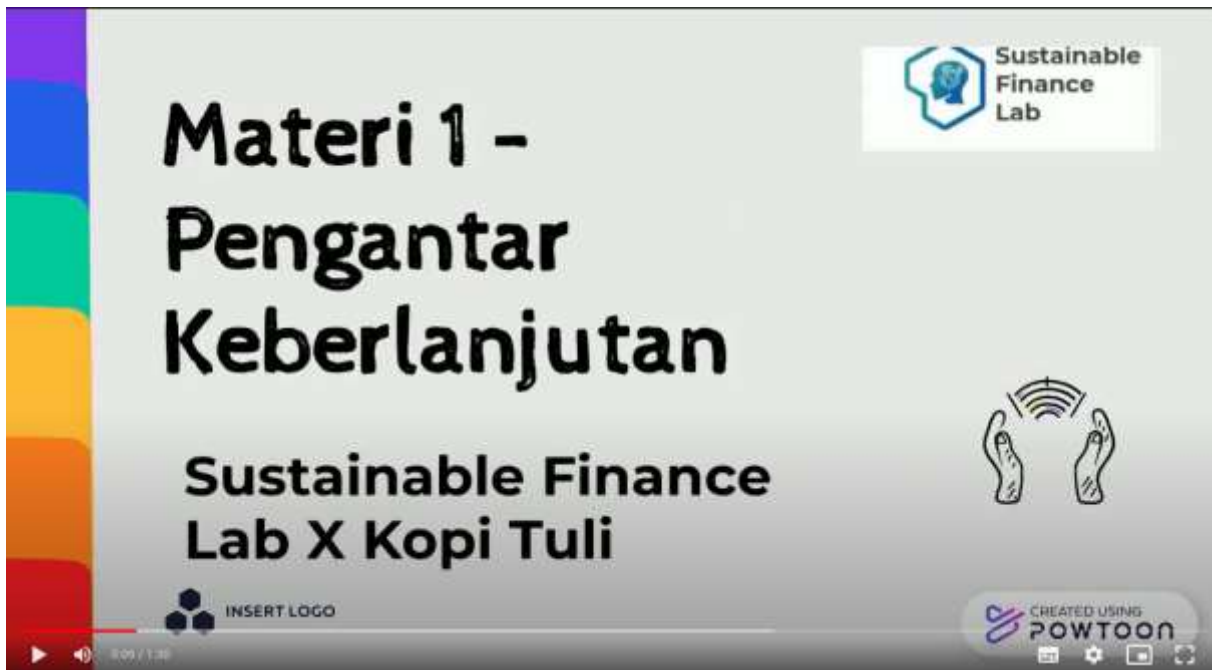 Sustainable
Finance
Lab
Materi 1 -
Pengantar
Keberlanjutan
Sustainable Finance
Lab X Kopi Tuli
INSERT LOGO
CREATED USING
POWTOON